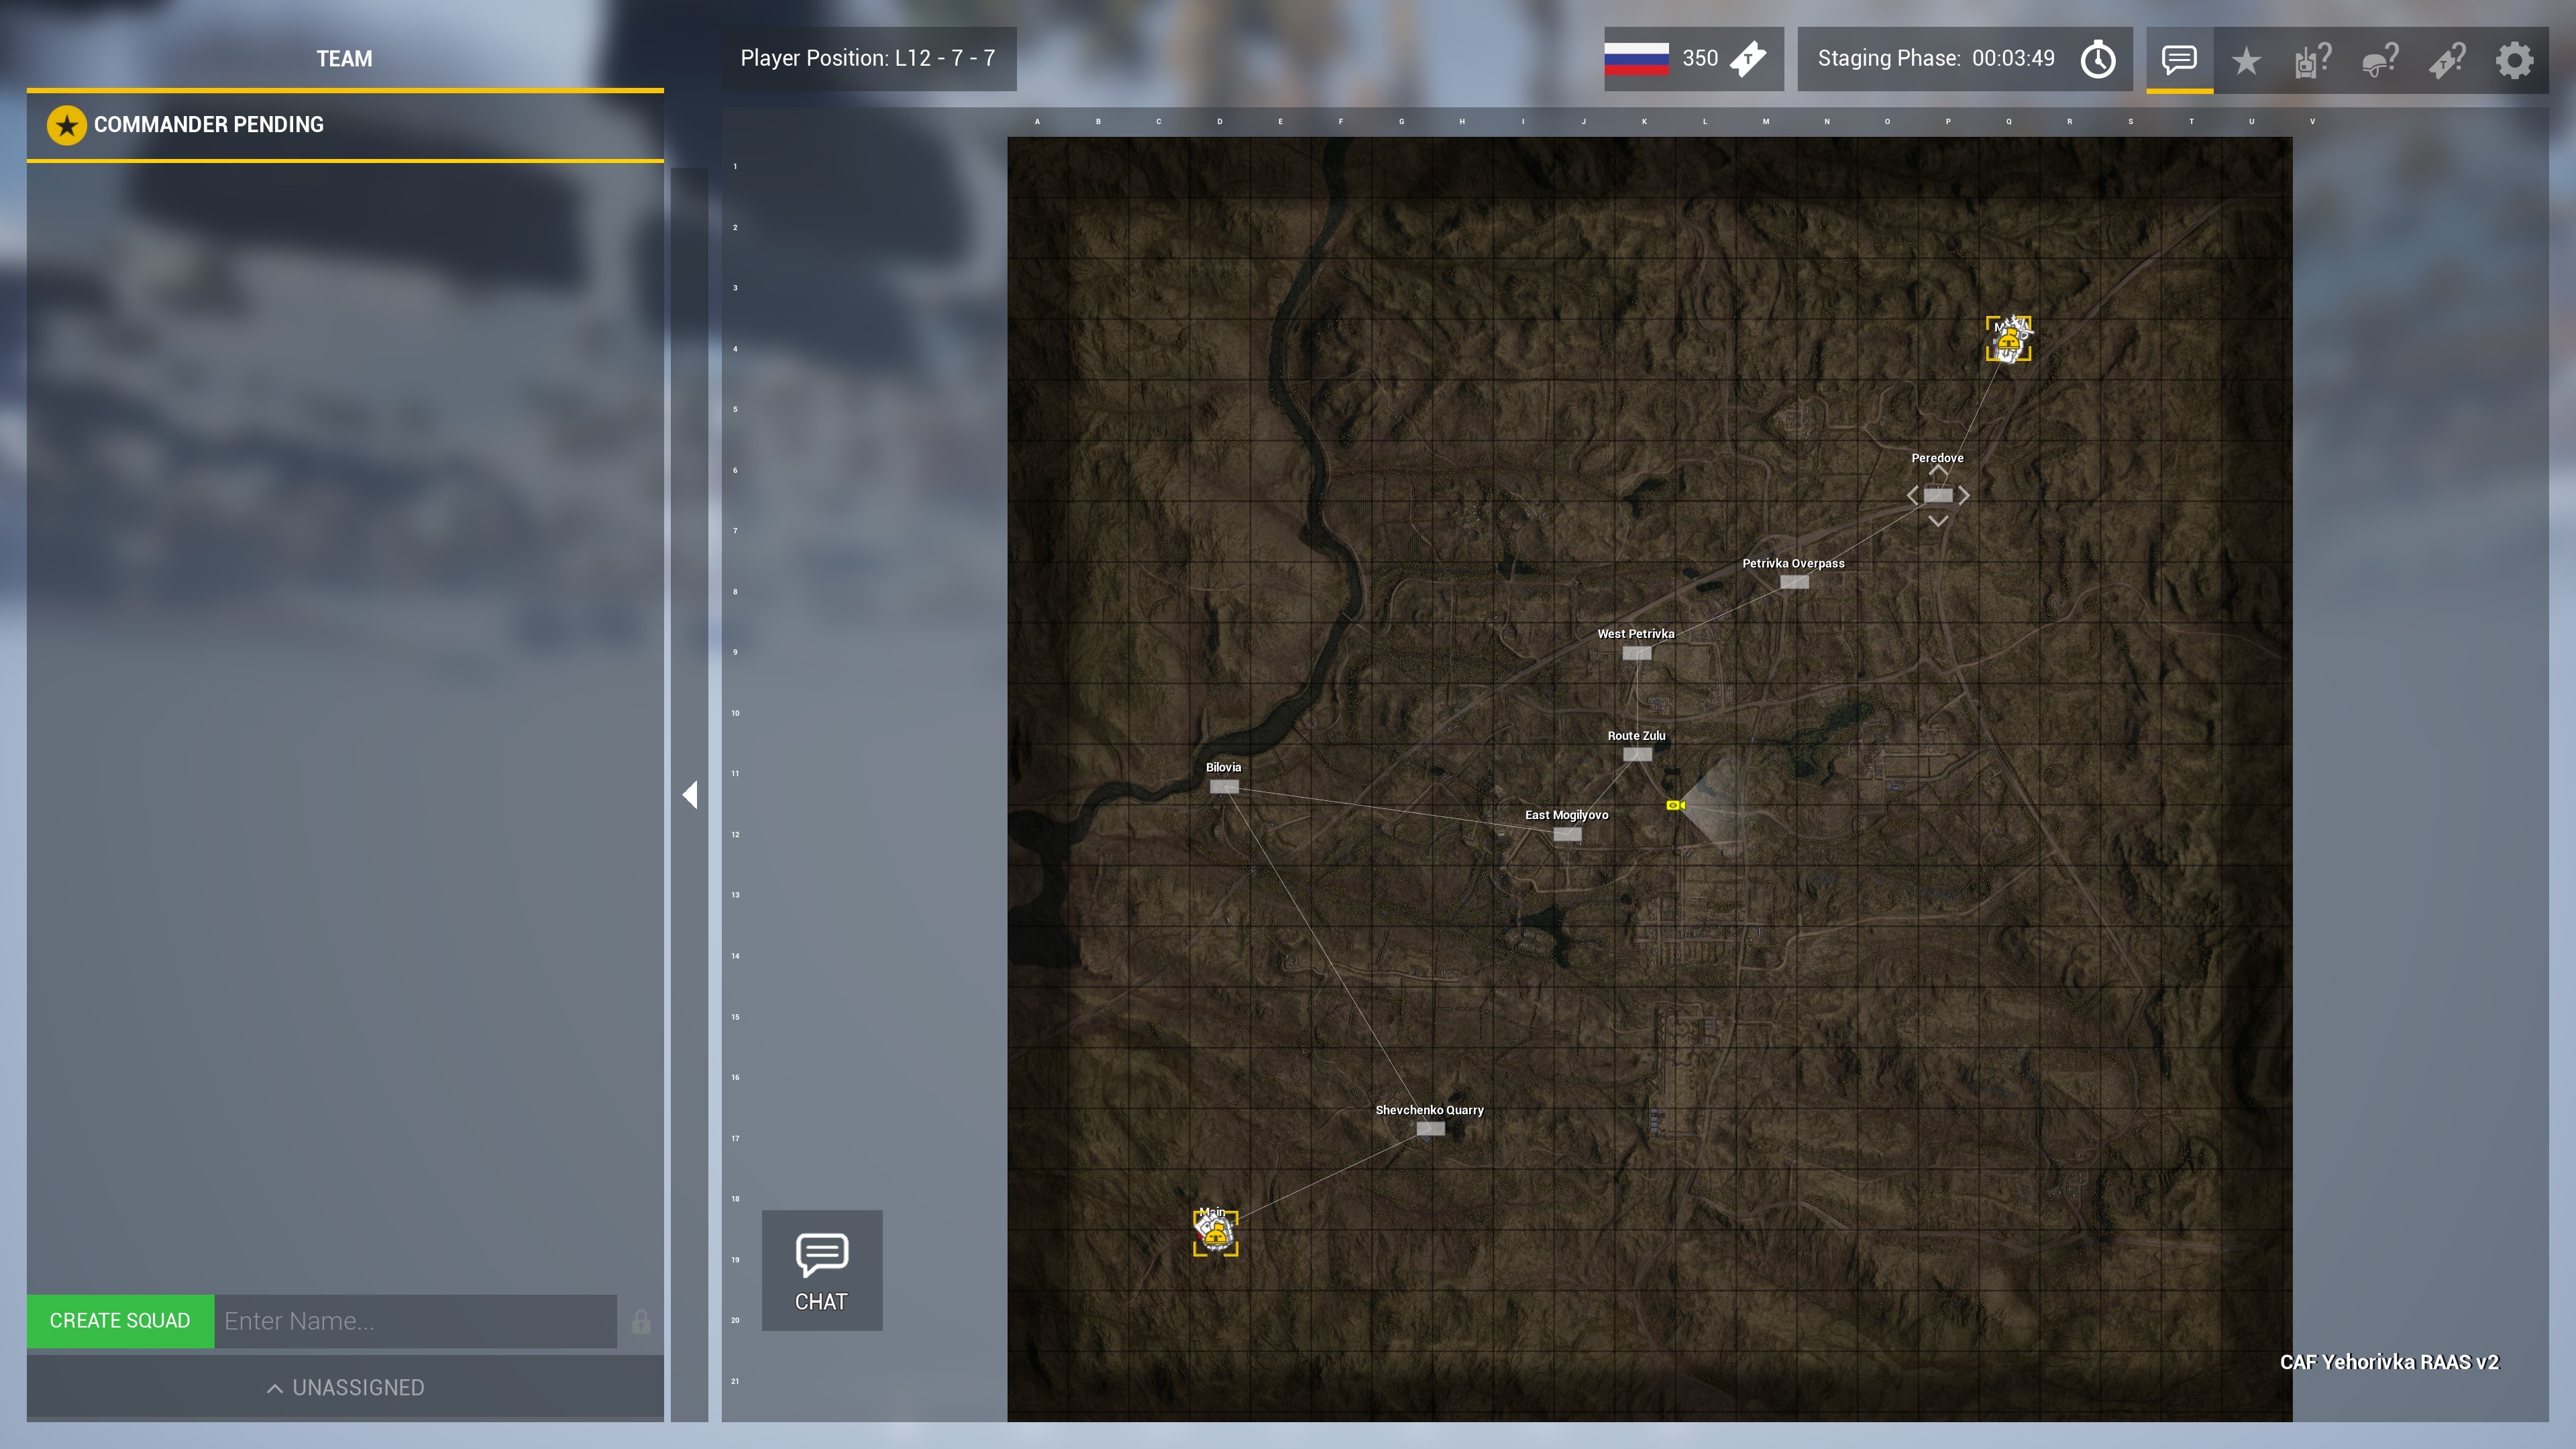 TEAM
Player Position: L12 - 7 - 7
350
Staging Phase: 00:03:49
COMMANDER PENDING
A B C D E F G H I J K L M N O P Q R S T U V
1
2
3
4
5
6
Peredove
7
Petrivka Overpass
8
West Petrivka
9
10
Route Zulu
Bilovia
11
East Mogilyovo
12
13
14
15
16
Shevchenko Quarry
17
18
Main
19
CHAT
20
CREATE SQUAD
Enter Name...
CAF Yehorivka RAAS v2
21
UNASSIGNED